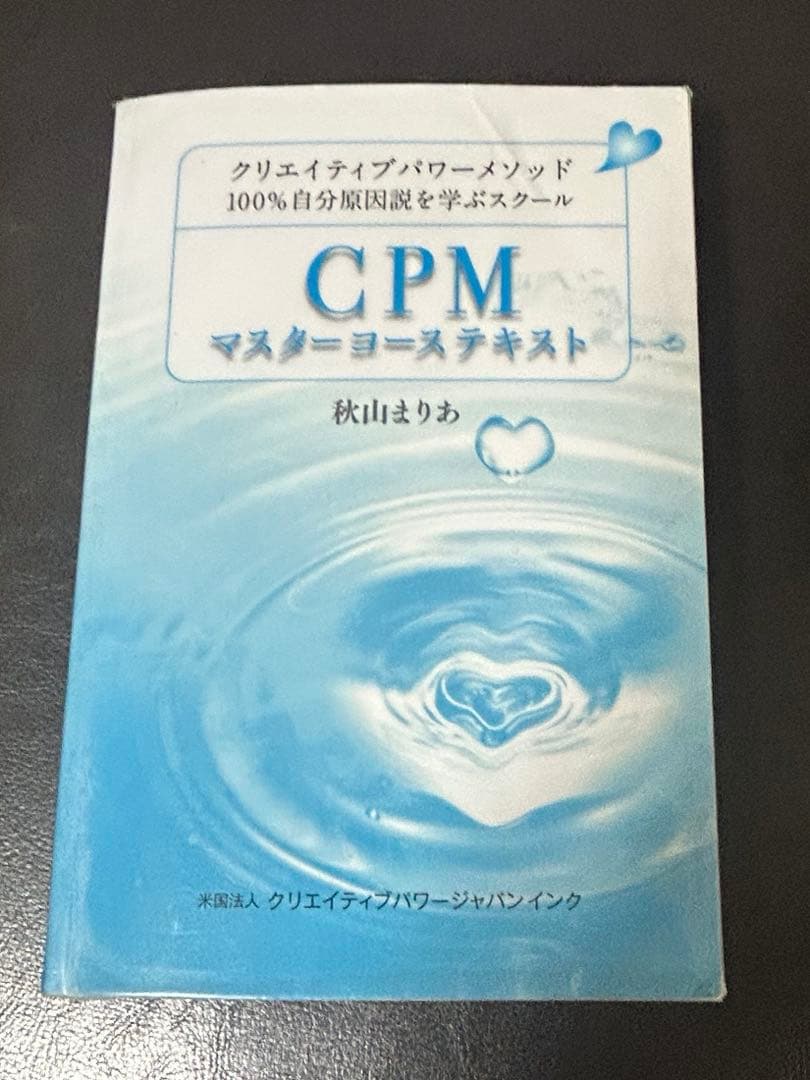 クリエイティブパワーメソッド
100%自分原因説を学ぶスクール
CPM
マスターコーステキスト
秋山まりあ
米国法人 クリエイティブパワージャパンインク